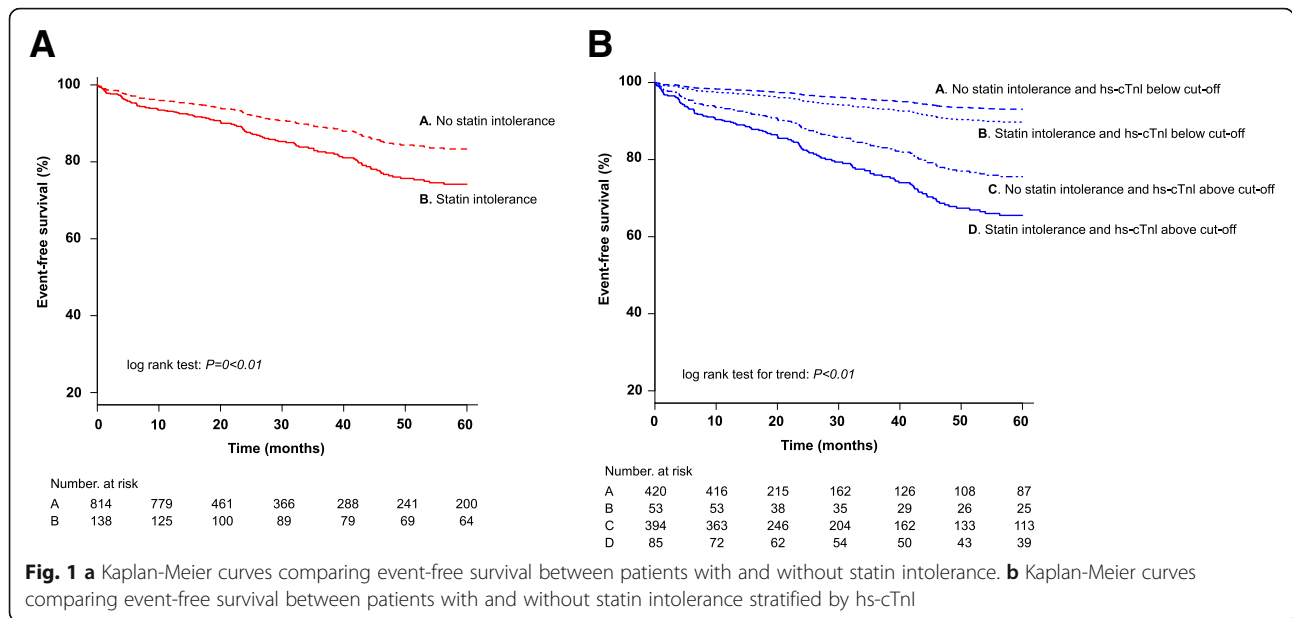 A
100
80
60
40
20
Event-free survival (%)
A. No statin intolerance
B. Statin intolerance
log rank test: P=0<0.01
0 10 20 30 40 50 60
Time (months)
Number. at risk
A 814 779 461 366 288 241 200
B 138 125 100 89 79 69 64
B
100
80
60
40
20
Event-free survival (%)
A. No statin intolerance and hs-cTnI below cut-off
B. Statin intolerance and hs-cTnI below cut-off
C. No statin intolerance and hs-cTnI above cut-off
D. Statin intolerance and hs-cTnI above cut-off
log rank test for trend: P<0.01
0 10 20 30 40 50 60
Time (months)
Number. at risk
A 420 416 215 162 126 108 87
B 53 53 38 35 29 26 25
C 394 363 246 204 162 133 113
D 85 72 62 54 50 43 39
Fig. 1 a Kaplan-Meier curves comparing event-free survival between patients with and without statin intolerance. b Kaplan-Meier curves
comparing event-free survival between patients with and without statin intolerance stratified by hs-cTnI